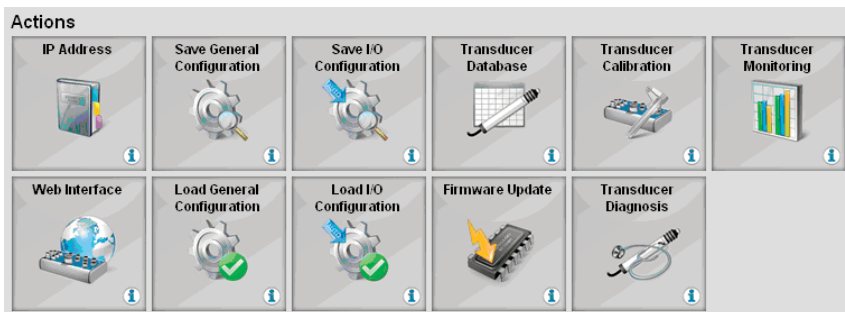 Actions
IP Address
Save General
Configuration
Save I/O
Configuration
Transducer
Database
Transducer
Calibration
Transducer
Monitoring
Web Interface
Load General
Configuration
Load I/O
Configuration
Firmware Update
Transducer
Diagnosis